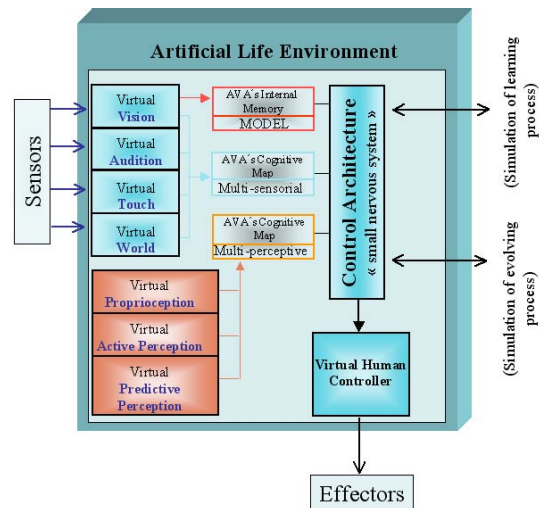 Artificial Life Environment
Sensors
Virtual
Vision
Virtual
Audition
Virtual
Touch
Virtual
World
Virtual
Proprioception
Virtual
Active Perception
Virtual
Predictive
Perception
AVA´s Internal
Memory
MODEL
AVA´s Cognitive
Map
Multi-sensorial
AVA´s Cognitive
Map
Multi-perceptive
Control Architecture
« small nervous system »
Virtual Human
Controller
Effectors
(Simulation of learning
process)
(Simulation of evolving
process)